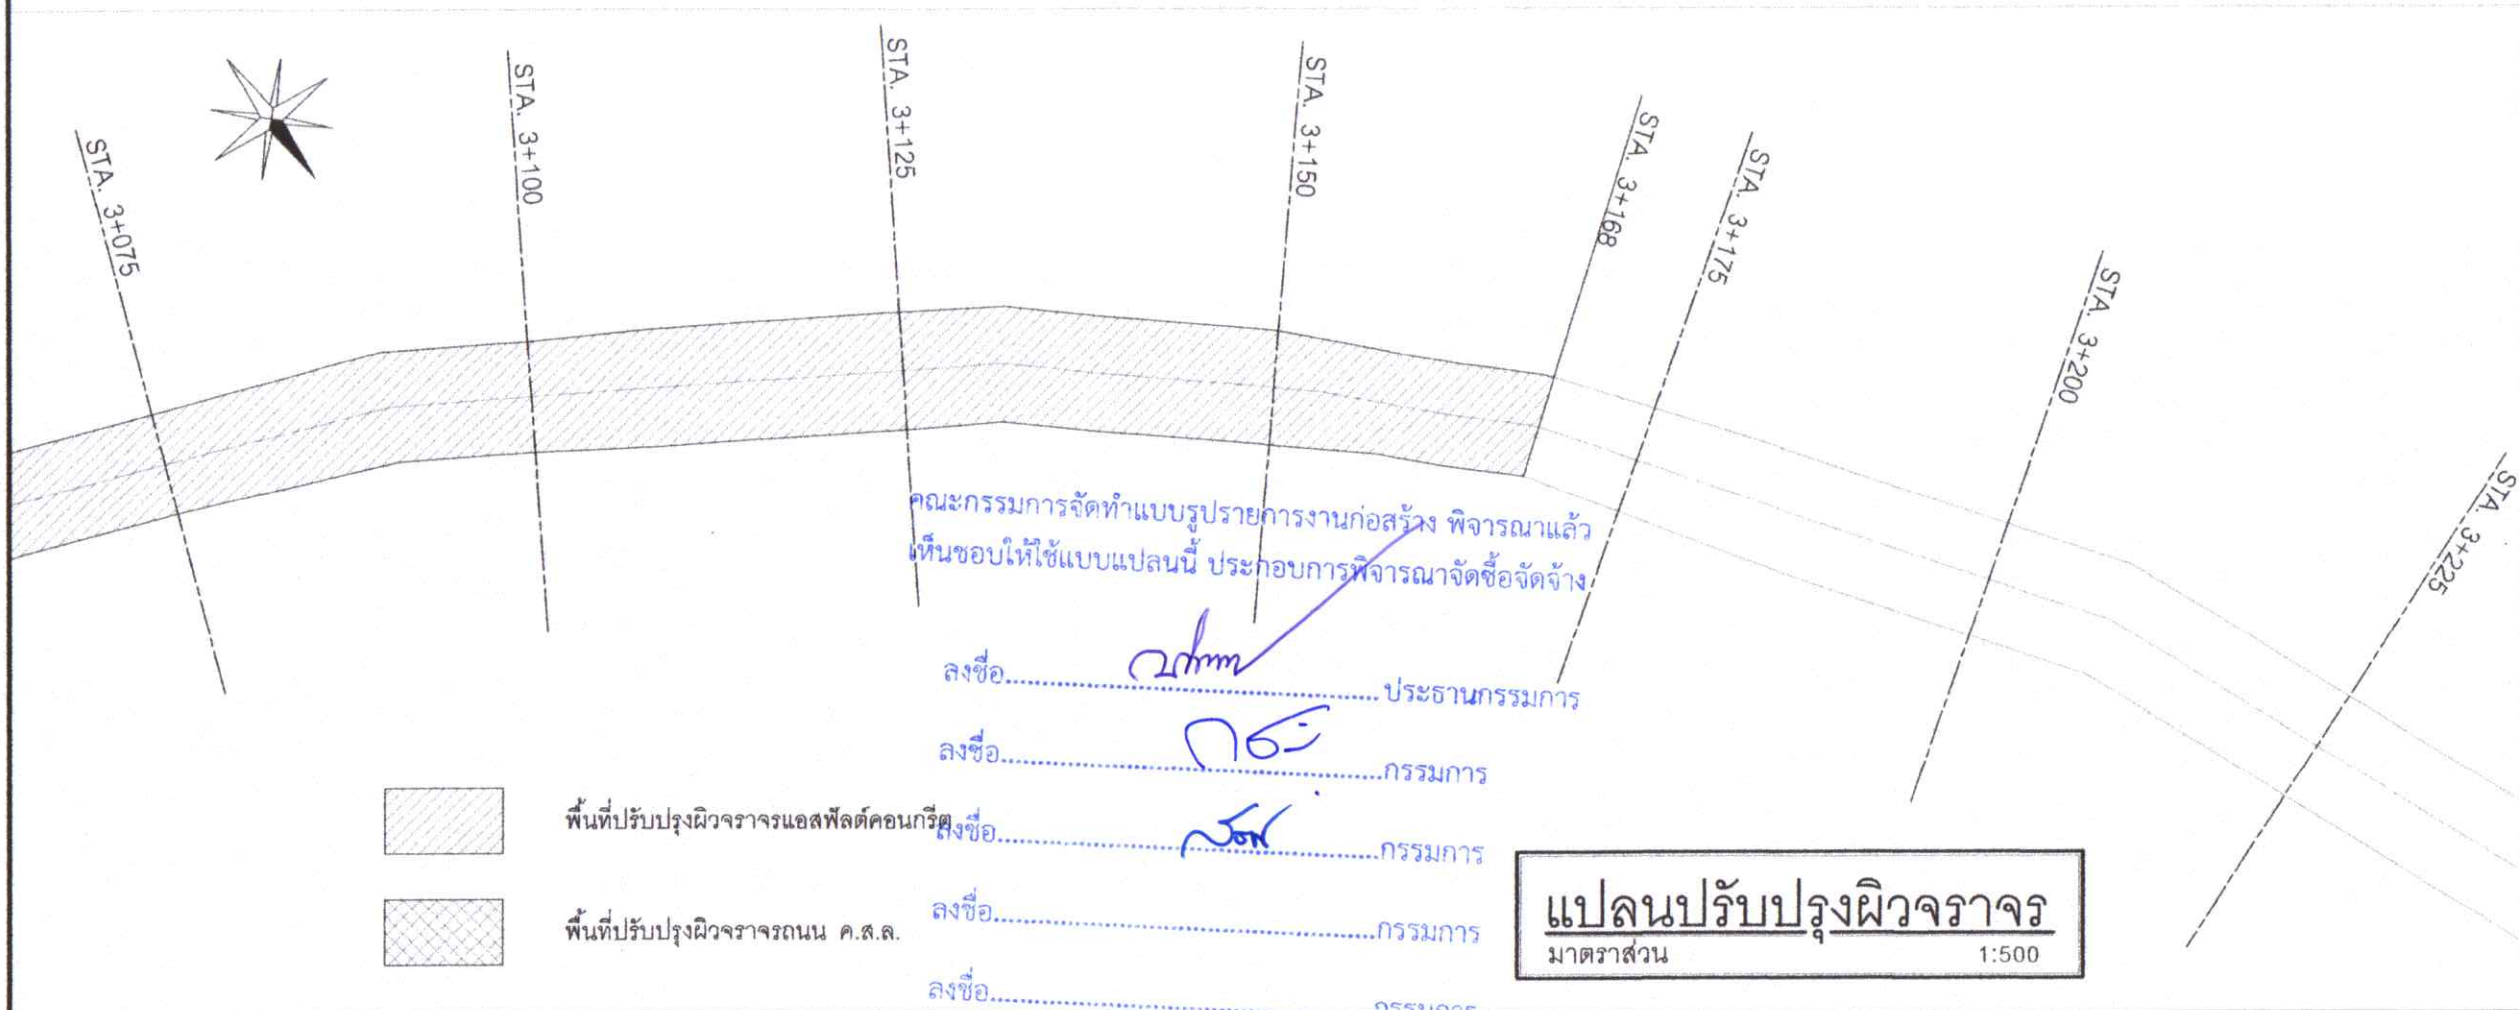 STA. 3+075
STA. 3+100
STA. 3+125
STA. 3+150
STA. 3+168
STA. 3+175
STA. 3+200
STA. 3+225
คณะกรรมการจัดทำแบบรูปรายการงานก่อสร้าง พิจารณาแล้ว
เห็นชอบให้ใช้แบบแปลนนี้ ประกอบการพิจารณาจัดซื้อจัดจ้าง
ลงชื่อ........................................ประธานกรรมการ
ลงชื่อ........................................กรรมการ
ลงชื่อ........................................กรรมการ
ลงชื่อ........................................กรรมการ
ลงชื่อ........................................กรรมการ
พื้นที่ปรับปรุงผิวจราจรแอสฟัลต์คอนกรีต
พื้นที่ปรับปรุงผิวจราจรถนน ค.ส.ล.
แปลนปรับปรุงผิวจราจร
มาตราส่วน 1:500